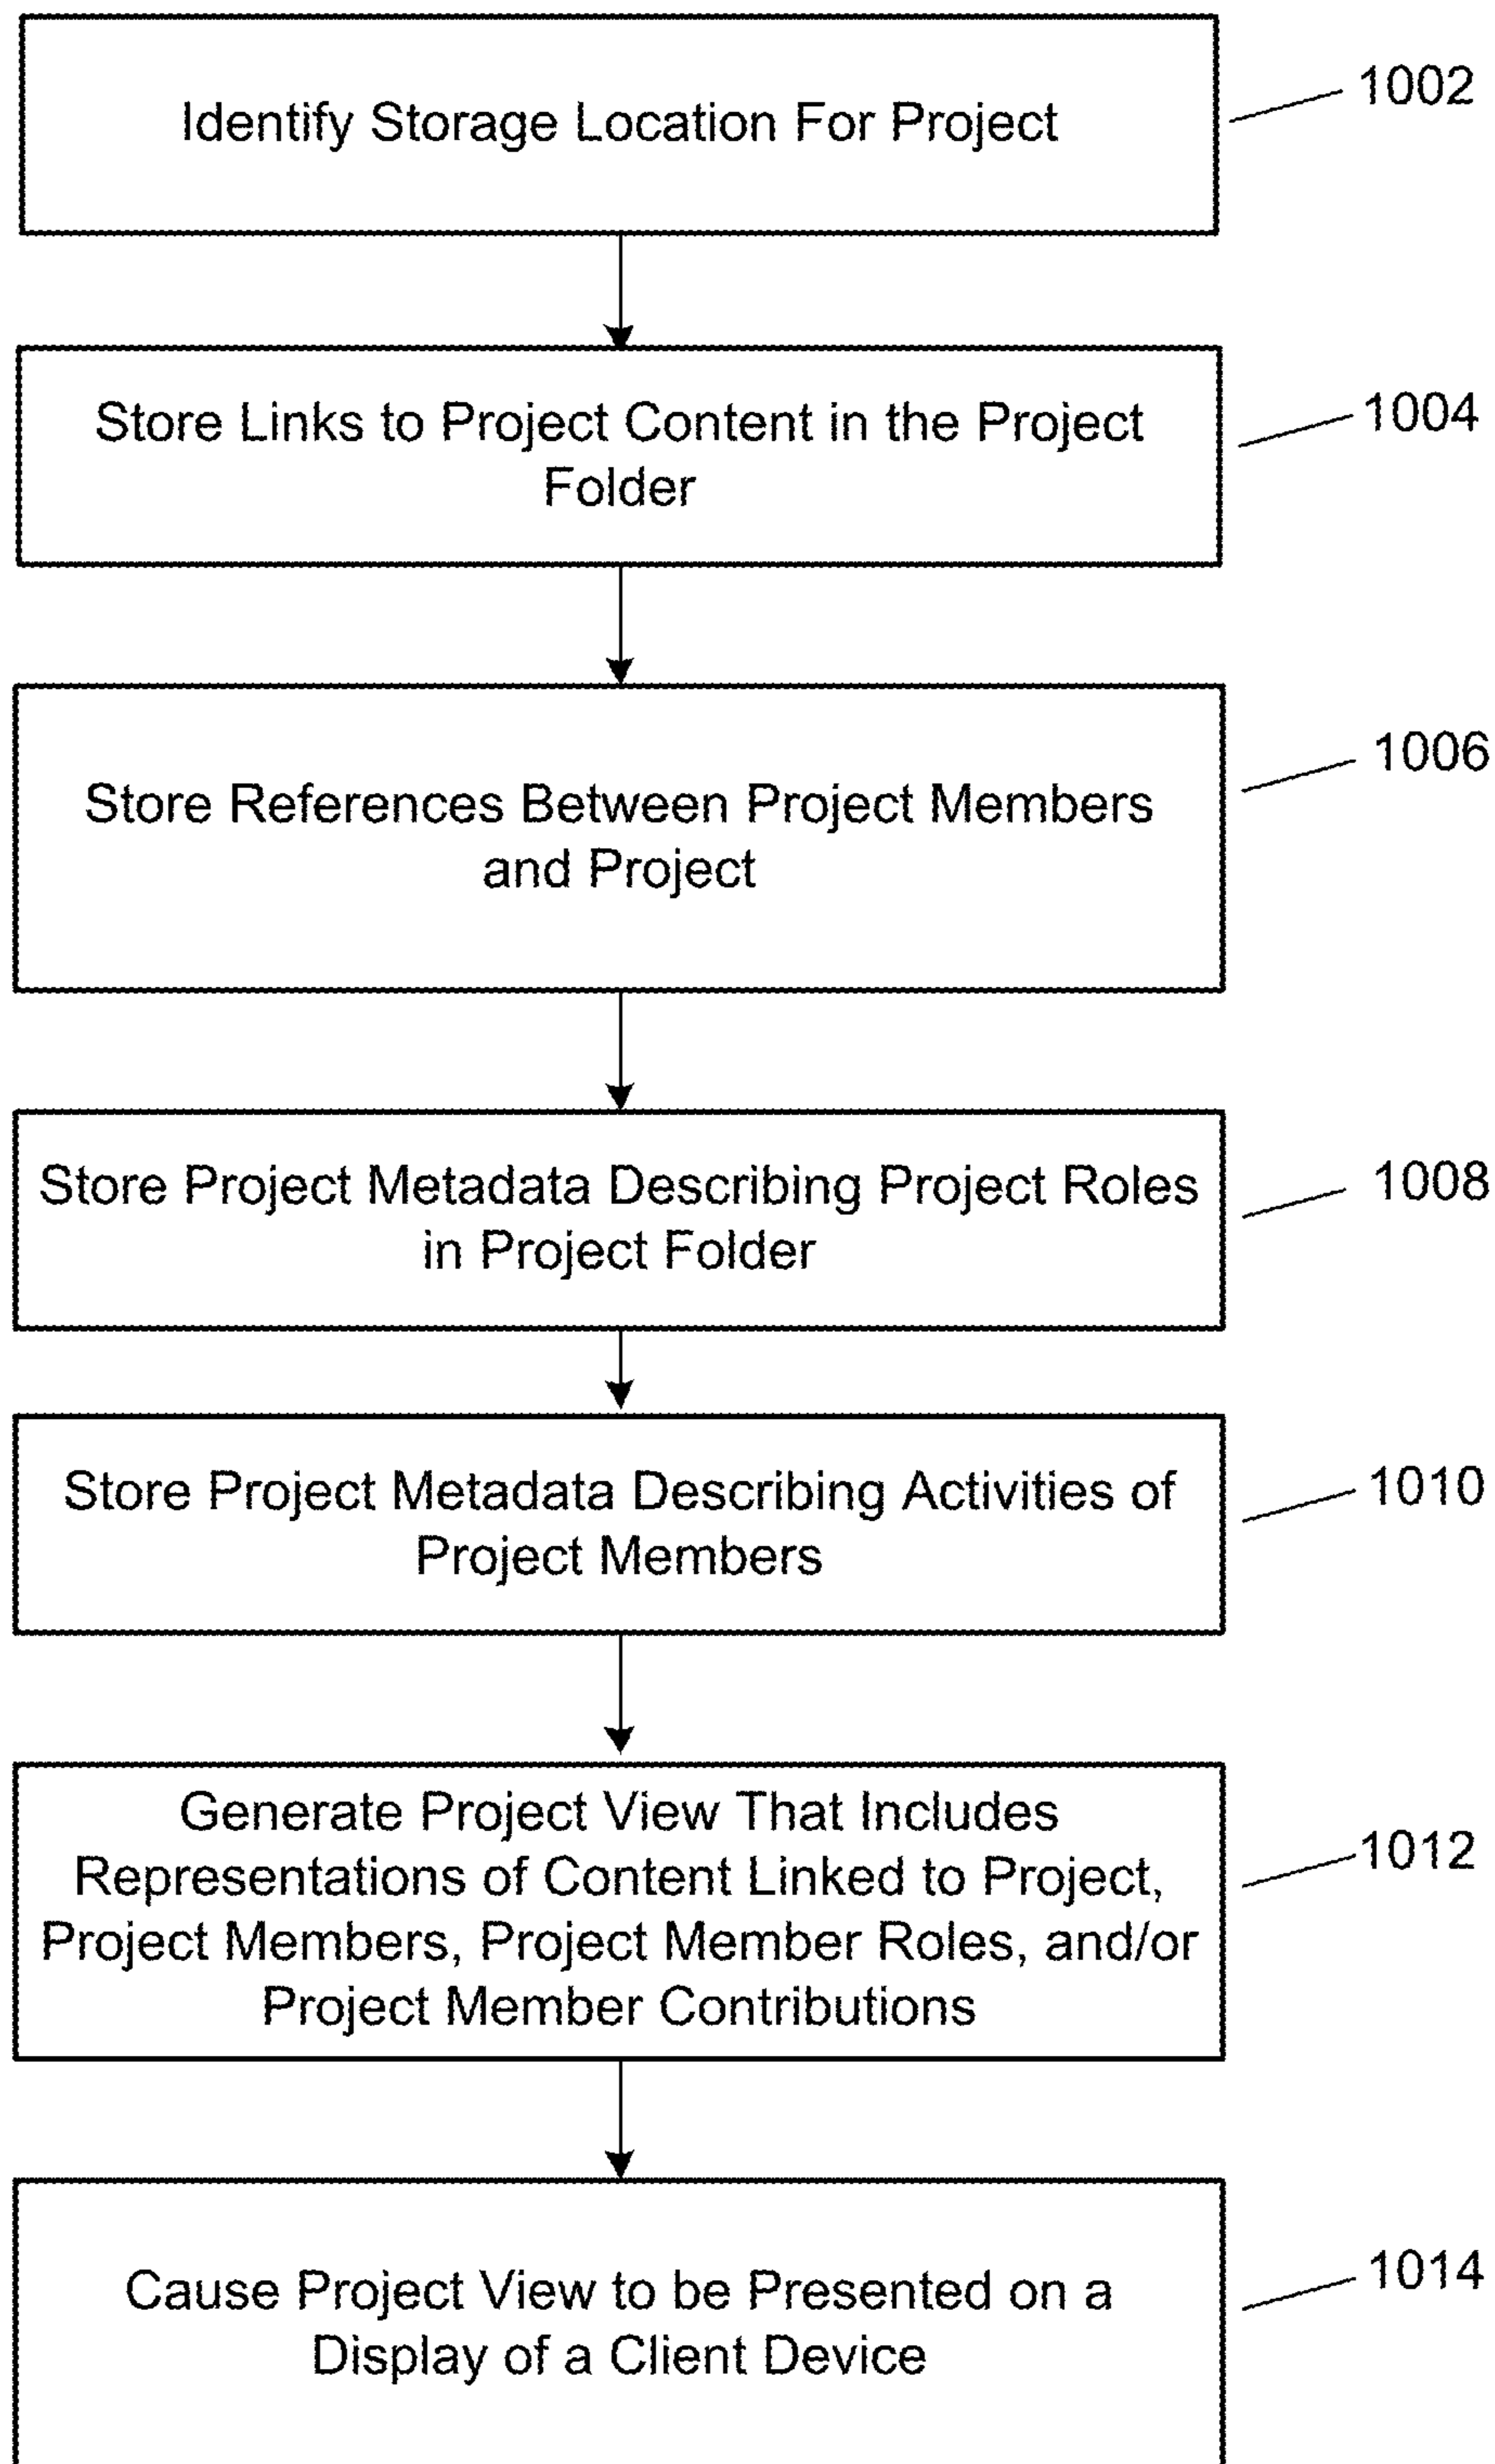 Identify Storage Location For Project
1002
Store Links to Project Content in the Project
Folder
1004
Store References Between Project Members
and Project
1006
Store Project Metadata Describing Project Roles
in Project Folder
1008
Store Project Metadata Describing Activities of
Project Members
1010
Generate Project View That Includes
Representations of Content Linked to Project,
Project Members, Project Member Roles, and/or
Project Member Contributions
1012
Cause Project View to be Presented on a
Display of a Client Device
1014